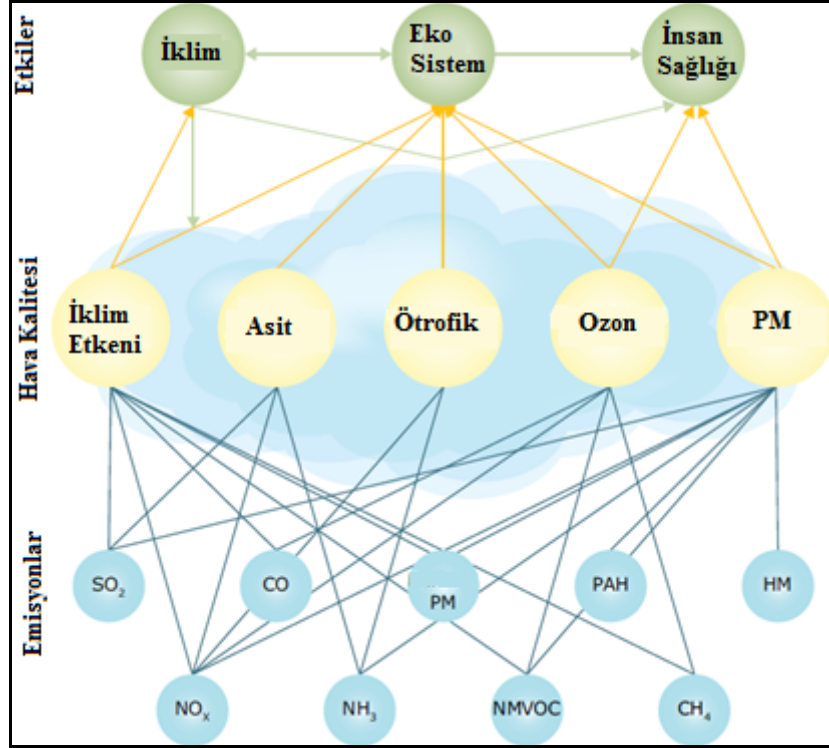 Etkiler
İklim
Eko
Sistem
İnsan
Sağlığı
Hava Kalitesi
İklim
Etkeni
Asit
Ötrofik
Ozon
PM
Emisyonlar
SO₂
CO
PM
PAH
HM
NOₓ
NH₃
NMVOC
CH₄